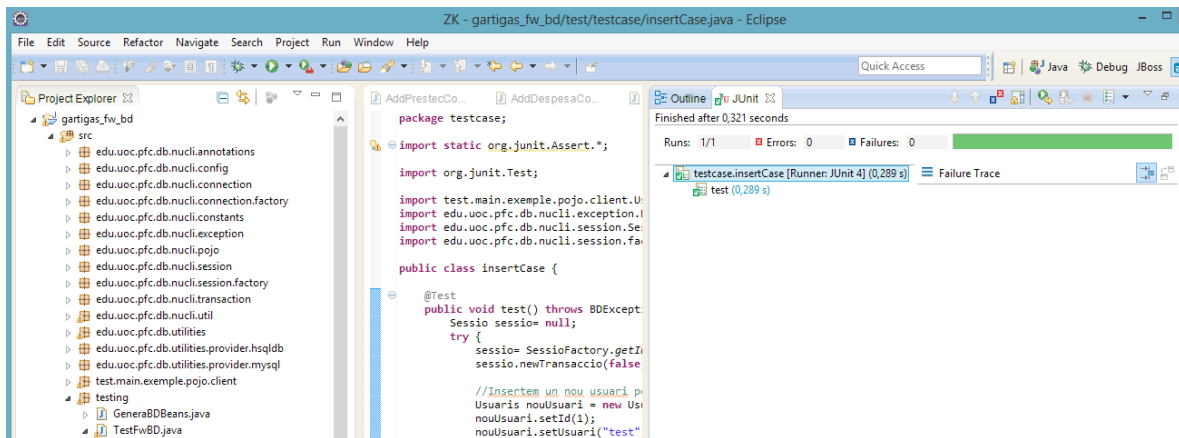 ZK - gartigas_fw_bd/test/testcase/insertCase.java - Eclipse
File Edit Source Refactor Navigate Search Project Run Window Help
Quick Access
Java
Debug
JBoss
Project Explorer
gartigas_fw_bd
src
edu.uoc.pfc.db.nucli.annotations
edu.uoc.pfc.db.nucli.config
edu.uoc.pfc.db.nucli.connection
edu.uoc.pfc.db.nucli.connection.factory
edu.uoc.pfc.db.nucli.constants
edu.uoc.pfc.db.nucli.exception
edu.uoc.pfc.db.nucli.pojo
edu.uoc.pfc.db.nucli.session
edu.uoc.pfc.db.nucli.session.factory
edu.uoc.pfc.db.nucli.transaction
edu.uoc.pfc.db.nucli.util
edu.uoc.pfc.db.utilities
edu.uoc.pfc.db.utilities.provider.hsqldb
edu.uoc.pfc.db.utilities.provider.mysql
test.main.exemple.pojo.client
testing
GeneraBDBeans.java
TestFwBD.java
AddPrestecCo...
AddDespesaCo...
package testcase;
import static org.junit.Assert.*;
import org.junit.Test;
import test.main.exemple.pojo.client.U
import edu.uoc.pfc.db.nucli.exception.
import edu.uoc.pfc.db.nucli.session.Se
import edu.uoc.pfc.db.nucli.session.fa
public class insertCase {
@Test
public void test() throws BDExcept
Sessio sessio= null;
try {
sessio= SessioFactory.getI
sessio.newTransaccio(false
//Insertem un nou usuari p
Usuaris nouUsuari = new Us
nouUsuari.setId(1);
nouUsuari.setUsuari("test"
Outline
JUnit
Finished after 0,321 seconds
Runs: 1/1
Errors: 0
Failures: 0
testcase.insertCase [Runner: JUnit 4] (0,289 s)
test (0,289 s)
Failure Trace